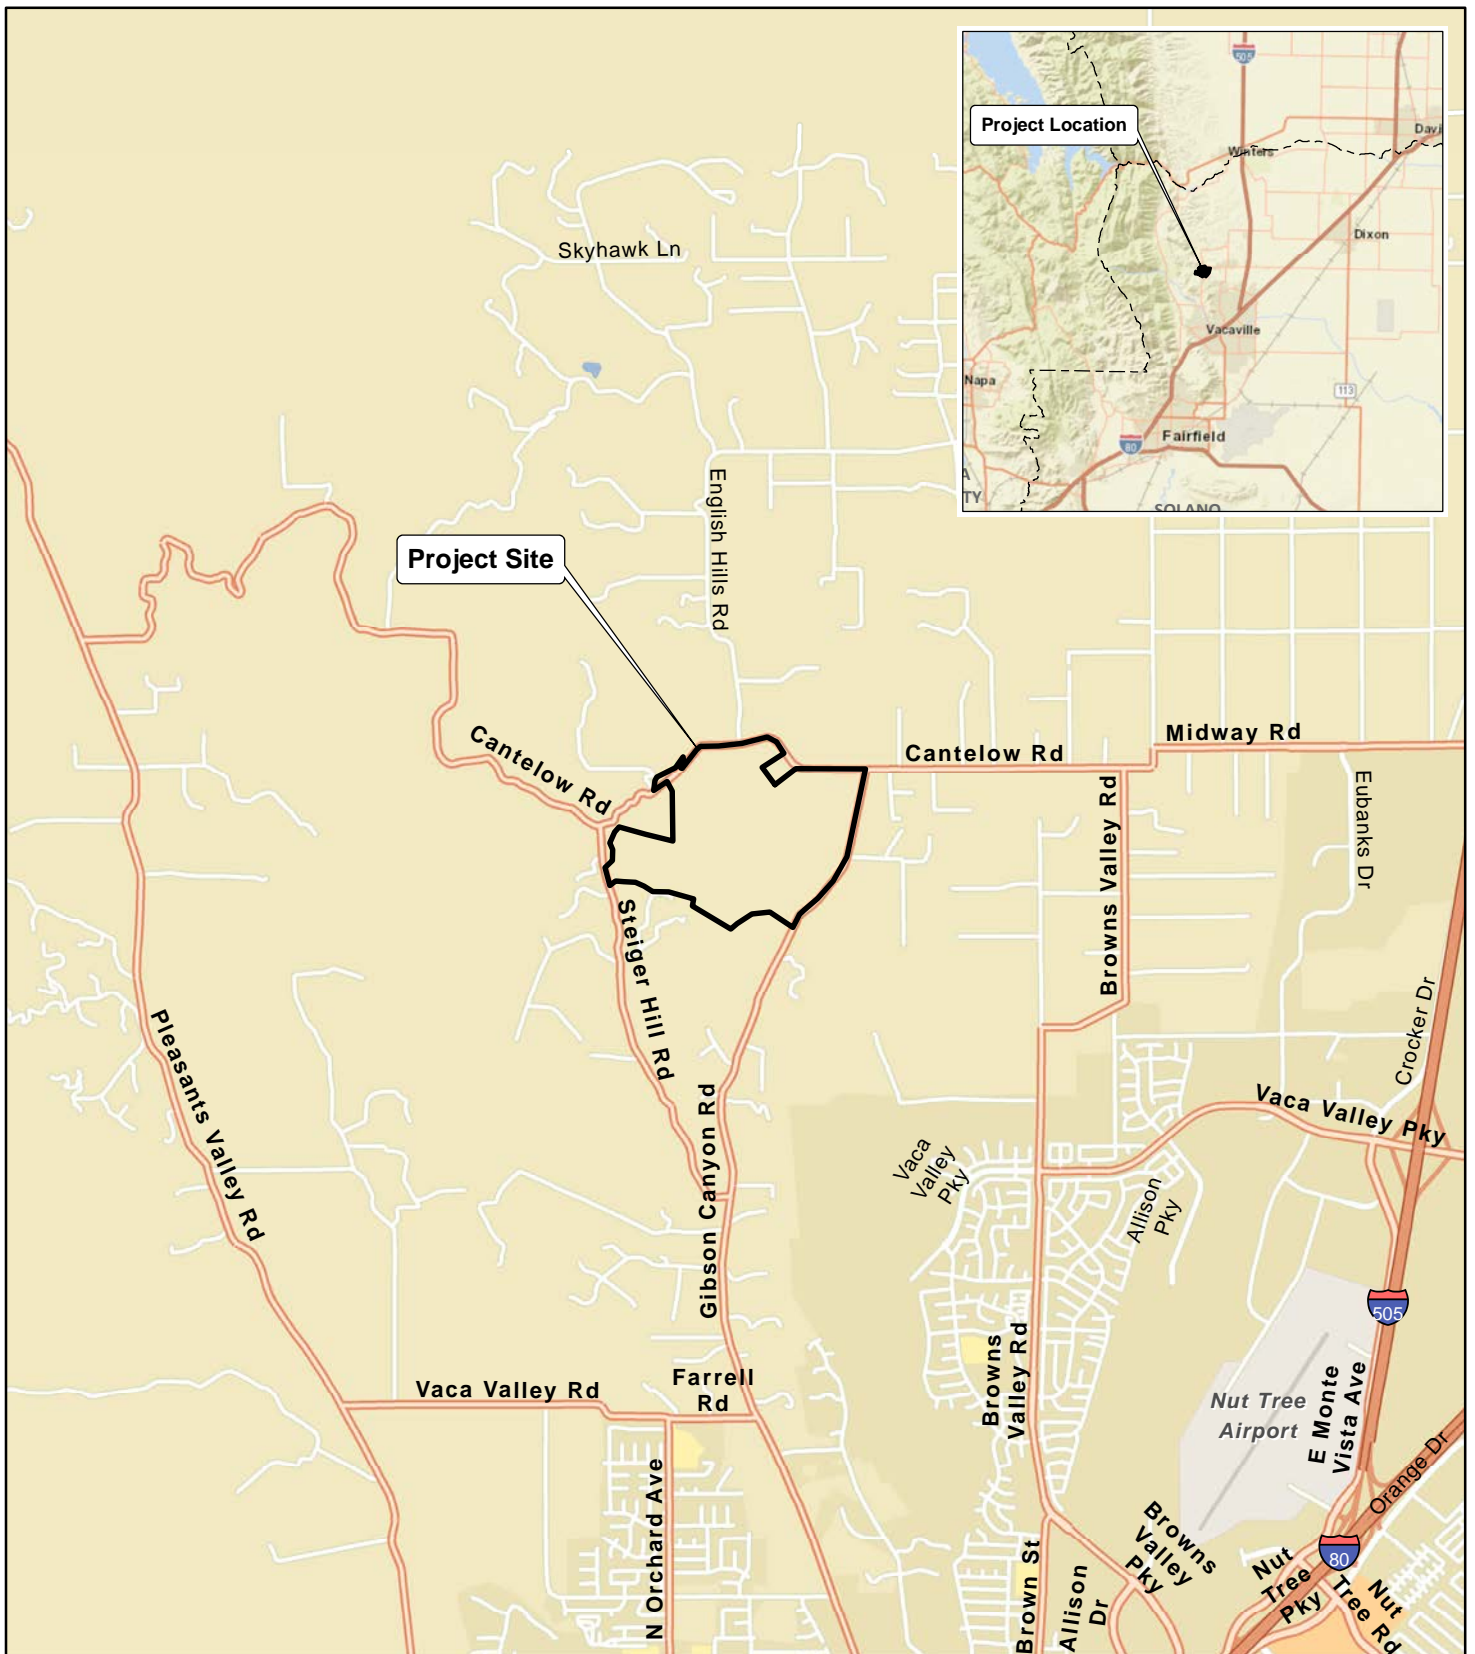 Project Location
505
Davi
Winters
Dixon
Vacaville
Napa
113
80
Fairfield
A
TY
SOLANO
Skyhawk Ln
English Hills Rd
Project Site
Cantelow Rd
Cantelow Rd
Midway Rd
Eubanks Dr
Browns Valley Rd
Steiger Hill Rd
Crocker Dr
Pleasants Valley Rd
Gibson Canyon Rd
Vaca Valley Pky
Vaca
Valley
Pky
Allison
Pky
505
Browns
Valley Rd
E Monte
Vista Ave
Nut Tree
Airport
Vaca Valley Rd
Farrell
Rd
Orange Dr
N Orchard Ave
Browns
Valley
Pky
Brown St
Allison
Dr
80
Nut
Tree
Pky
Nut
Tree Rd